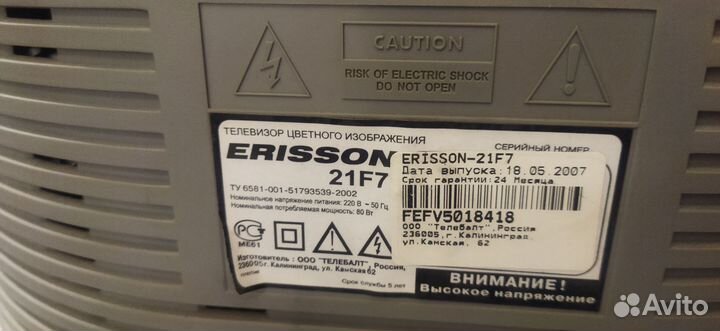 CAUTION
RISK OF ELECTRIC SHOCK
DO NOT OPEN
ТЕЛЕВИЗОР ЦВЕТНОГО ИЗОБРАЖЕНИЯ
СЕРИЙНЫЙ НОМЕР
ERISSON
21F7
ТУ 6581-001-51793539-2002
Номинальное напряжение питания: 220 В ~ 50 Гц
Номинальная потребляемая мощность: 80 Вт
МЕ61
Изготовитель: ООО "ТЕЛЕБАЛТ", Россия,
236005г. Калининград, ул. Камская 62
Срок службы 5 лет
ERISSON-21F7
Дата выпуска: 18.05.2007
Срок гарантии: 24 Месяца
FEFV5018418
ООО "Телебалт", Россия
236005, г. Калининград
ул. Камская, 62
ВНИМАНИЕ!
Высокое напряжение
Avito